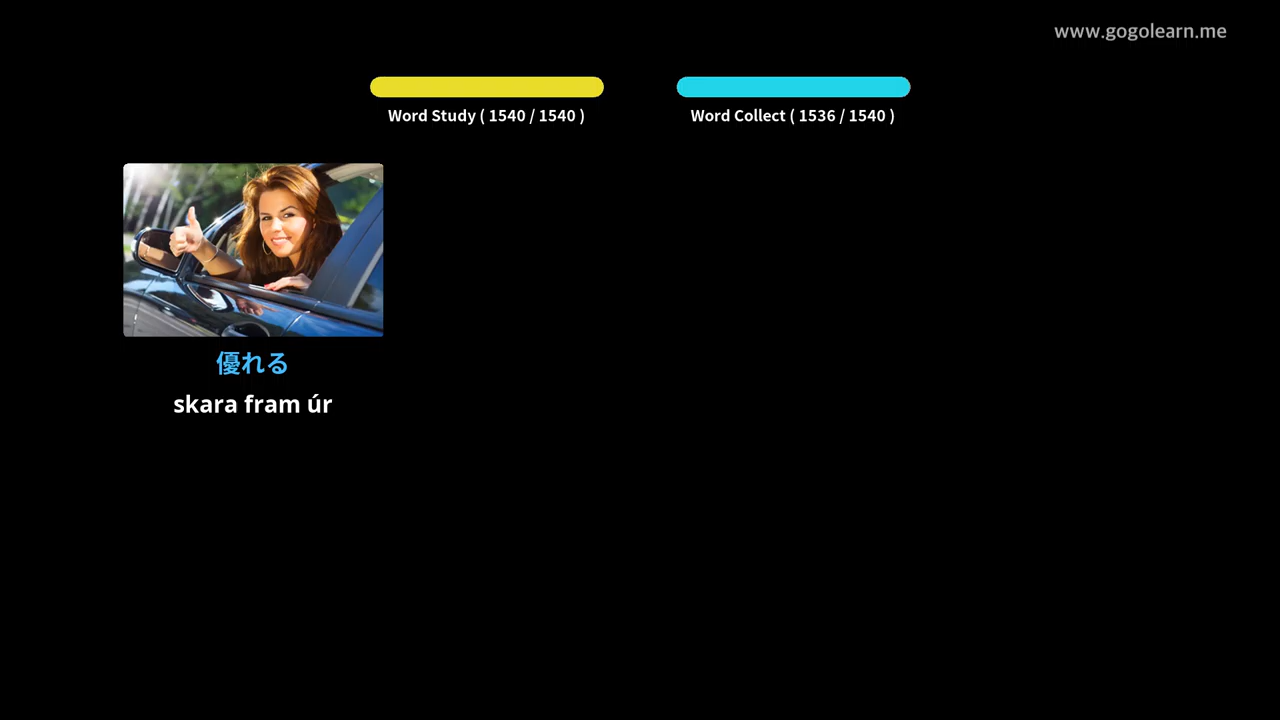 www.gogolearn.me
Word Study ( 1540 / 1540 )
Word Collect ( 1536 / 1540 )
優れる
skara fram úr